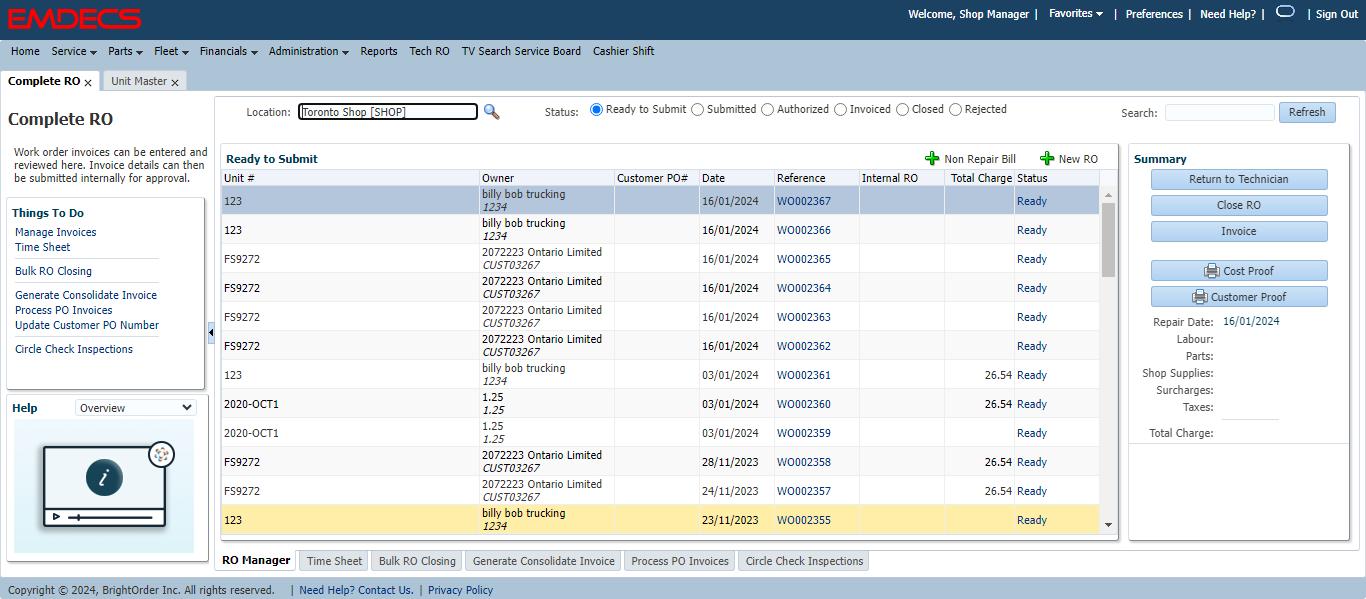 EMDECS
Welcome, Shop Manager | Favorites | Preferences | Need Help? | | Sign Out
Home Service Parts Fleet Financials Administration Reports Tech RO TV Search Service Board Cashier Shift
Complete RO x Unit Master x
Complete RO
Work order invoices can be entered and
reviewed here. Invoice details can then
be submitted internally for approval.
Things To Do
Manage Invoices
Time Sheet
Bulk RO Closing
Generate Consolidate Invoice
Process PO Invoices
Update Customer PO Number
Circle Check Inspections
Help Overview
i
Location: Toronto Shop [SHOP] Status: Ready to Submit Submitted Authorized Invoiced Closed Rejected Search: Refresh
Ready to Submit Non Repair Bill New RO
Unit # Owner Customer PO# Date Reference Internal RO Total Charge Status
123 billy bob trucking 16/01/2024 WO002367 Ready
1234
123 billy bob trucking 16/01/2024 WO002366 Ready
1234
FS9272 2072223 Ontario Limited 16/01/2024 WO002365 Ready
CUST03267
FS9272 2072223 Ontario Limited 16/01/2024 WO002364 Ready
CUST03267
FS9272 2072223 Ontario Limited 16/01/2024 WO002363 Ready
CUST03267
FS9272 2072223 Ontario Limited 16/01/2024 WO002362 Ready
CUST03267
123 billy bob trucking 03/01/2024 WO002361 26.54 Ready
1234
2020-OCT1 1.25 03/01/2024 WO002360 26.54 Ready
1.25
2020-OCT1 1.25 03/01/2024 WO002359 Ready
1.25
FS9272 2072223 Ontario Limited 28/11/2023 WO002358 26.54 Ready
CUST03267
FS9272 2072223 Ontario Limited 24/11/2023 WO002357 26.54 Ready
CUST03267
123 billy bob trucking 23/11/2023 WO002355 Ready
1234
Summary
Return to Technician
Close RO
Invoice
Cost Proof
Customer Proof
Repair Date: 16/01/2024
Labour:
Parts:
Shop Supplies:
Surcharges:
Taxes:
Total Charge:
RO Manager Time Sheet Bulk RO Closing Generate Consolidate Invoice Process PO Invoices Circle Check Inspections
Copyright © 2024, BrightOrder Inc. All rights reserved. | Need Help? Contact Us. | Privacy Policy